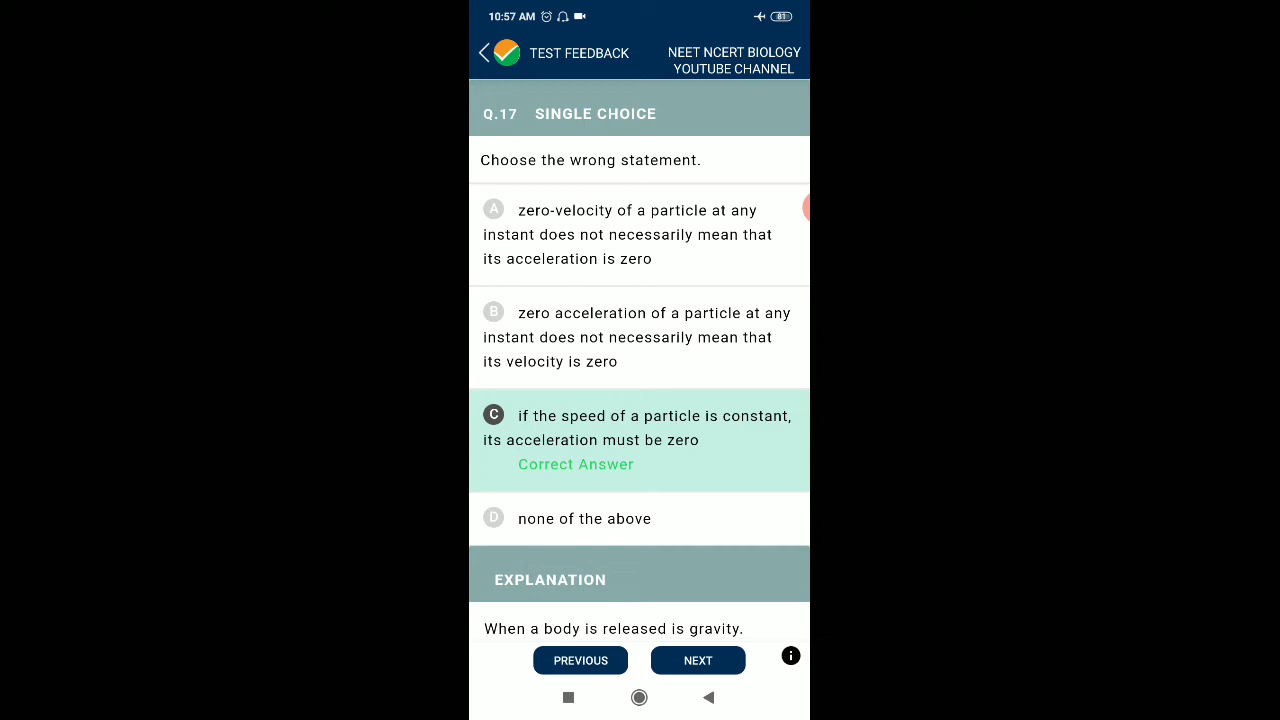 10:57 AM 81
TEST FEEDBACK
NEET NCERT BIOLOGY
YOUTUBE CHANNEL
Q.17 SINGLE CHOICE
Choose the wrong statement.
A zero-velocity of a particle at any
instant does not necessarily mean that
its acceleration is zero
B zero acceleration of a particle at any
instant does not necessarily mean that
its velocity is zero
C if the speed of a particle is constant,
its acceleration must be zero
Correct Answer
D none of the above
EXPLANATION
When a body is released is gravity.
PREVIOUS NEXT